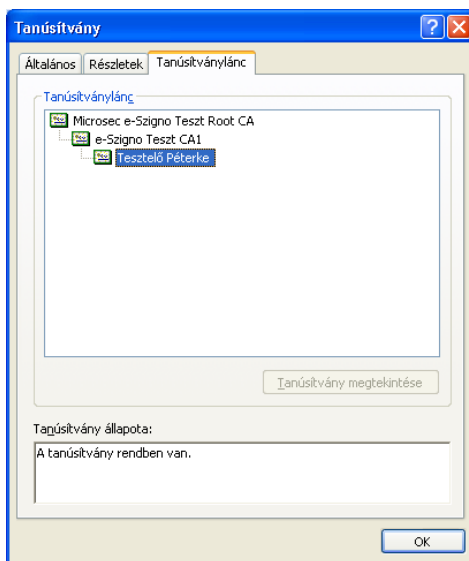 Tanúsítvány
Általános Részletek Tanúsítványlánc
Tanúsítványlánc
Microsec e-Szigno Teszt Root CA
e-Szigno Teszt CA1
Tesztelő Péterke
Tanúsítvány megtekintése
Tanúsítvány állapota:
A tanúsítvány rendben van.
OK